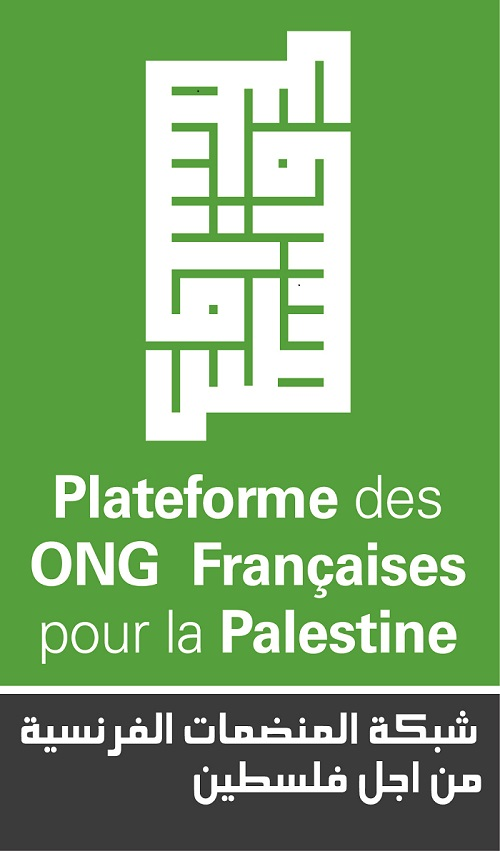 Plateforme des
ONG Françaises
pour la Palestine
شبكة المنضمات الفرنسية
من اجل فلسطين